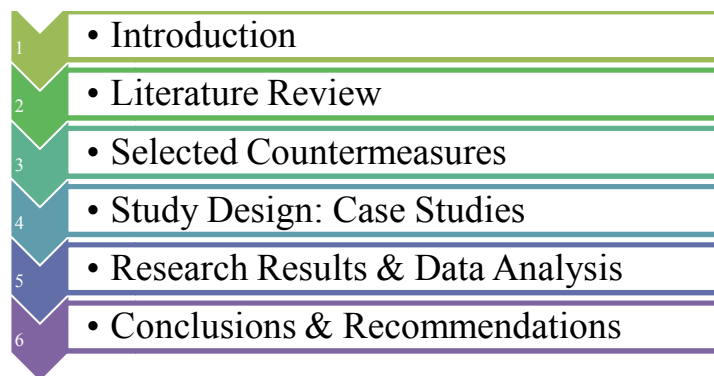 1 • Introduction
2 • Literature Review
3 • Selected Countermeasures
4 • Study Design: Case Studies
5 • Research Results & Data Analysis
6 • Conclusions & Recommendations